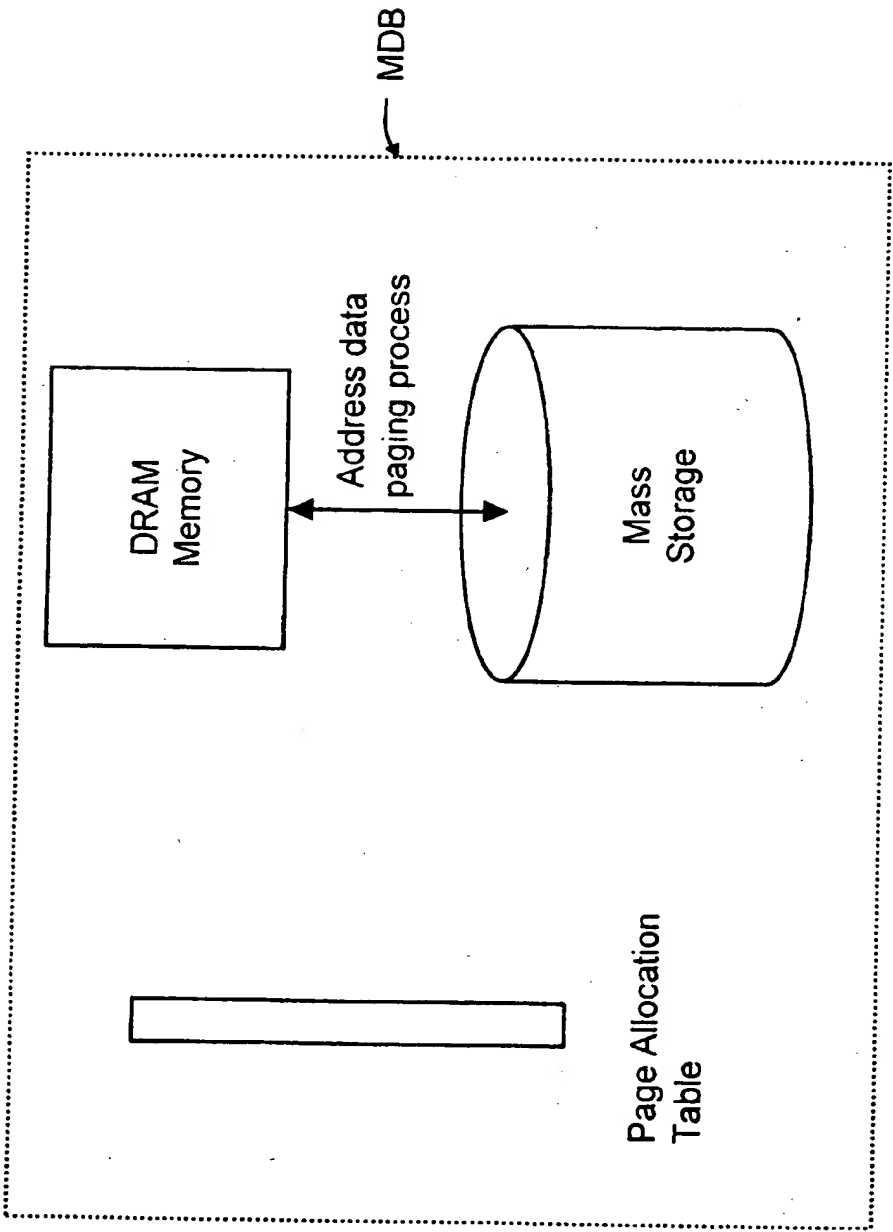 MDB
DRAM
Memory
Address data
paging process
Mass
Storage
Page Allocation
Table